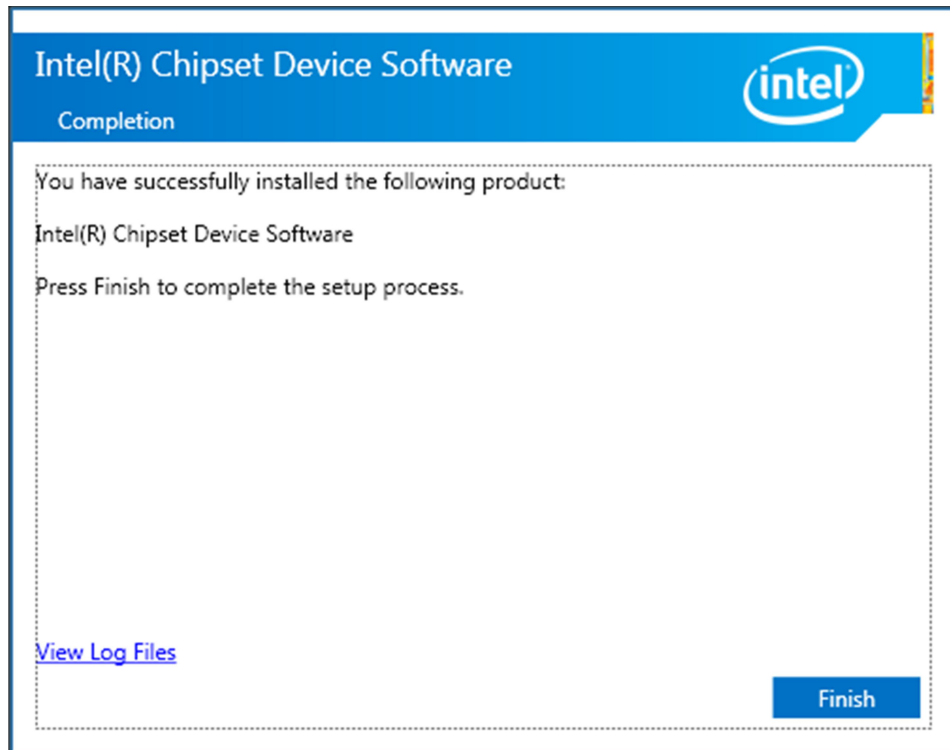 Intel(R) Chipset Device Software
intel
Completion
You have successfully installed the following product:
Intel(R) Chipset Device Software
Press Finish to complete the setup process.
View Log Files
Finish